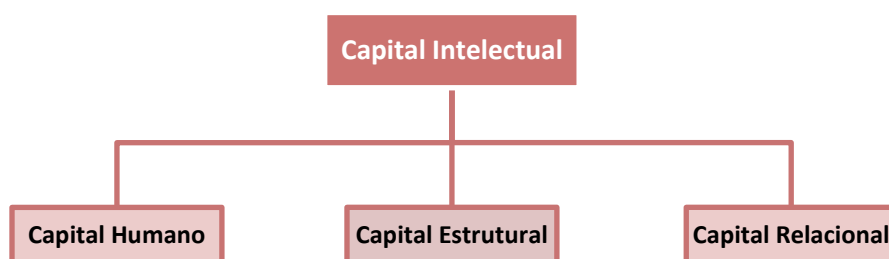 Capital Intelectual
Capital Humano
Capital Estrutural
Capital Relacional